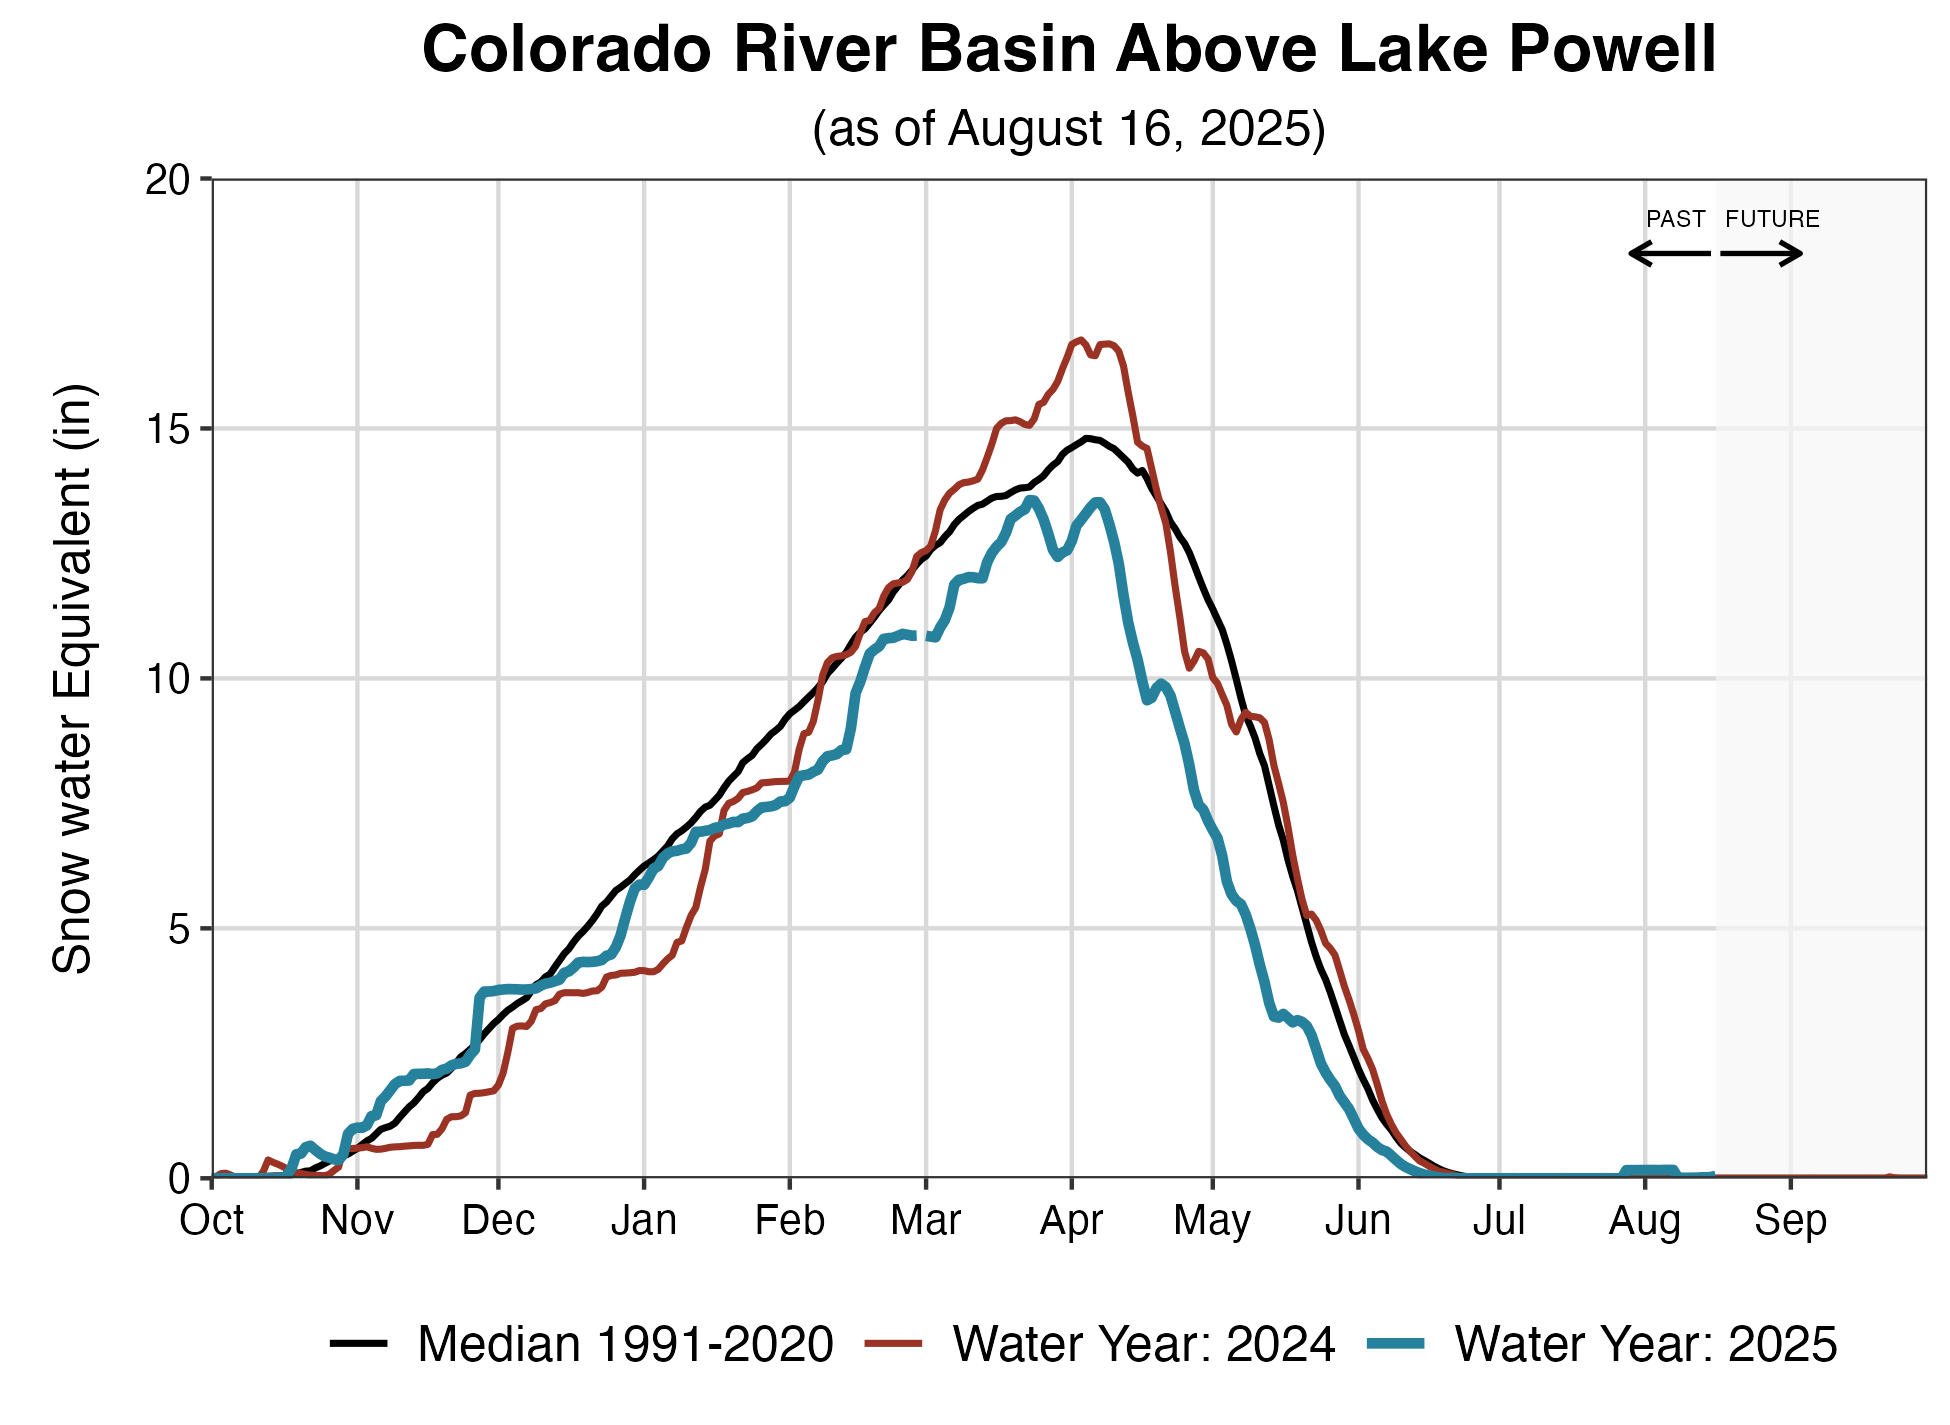 Colorado River Basin Above Lake Powell
(as of August 16, 2025)
Snow water Equivalent (in)
20
15
10
5
0
PAST FUTURE
Oct Nov Dec Jan Feb Mar Apr May Jun Jul Aug Sep
Median 1991-2020 Water Year: 2024 Water Year: 2025